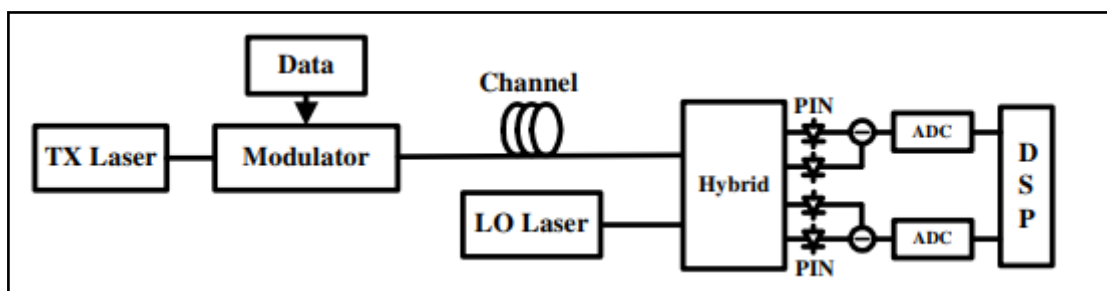 Data
Channel
TX Laser
Modulator
LO Laser
Hybrid
PIN
PIN
ADC
ADC
D
S
P